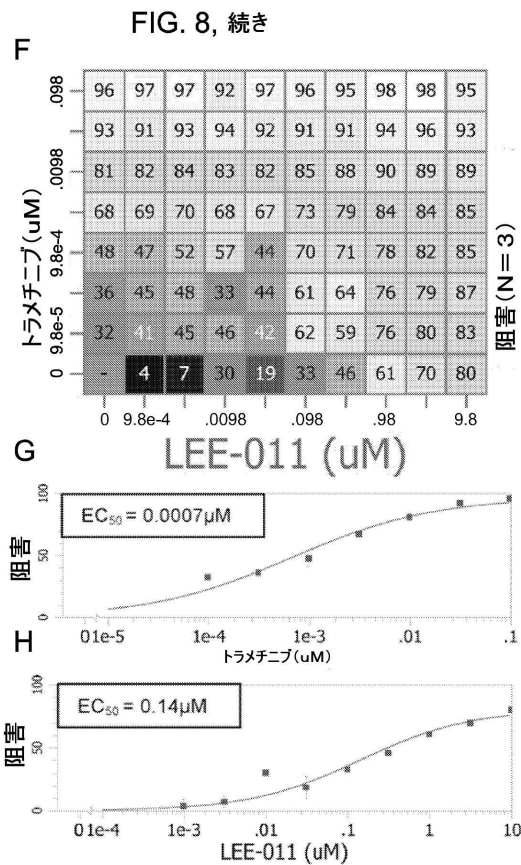 FIG. 8, 続き
F
.098 96 97 97 92 97 96 95 98 98 95
93 91 93 94 92 91 91 94 96 93
.0098 81 82 84 83 82 85 88 90 89 89
68 69 70 68 67 73 79 84 84 85
9.8e-4 48 47 52 57 44 70 71 78 82 85
36 45 48 33 44 61 64 76 79 87
9.8e-5 32 41 45 46 42 62 59 76 80 83
0 - 4 7 30 19 33 46 61 70 80
トラメチニブ(uM)
阻害(N=3)
0 9.8e-4 .0098 .098 .98 9.8
LEE-011 (uM)
G
EC50 = 0.0007μM
阻害
100
50
0
01e-5 1e-4 1e-3 .01 .1
トラメチニブ(uM)
H
EC50 = 0.14μM
阻害
100
50
0
01e-4 1e-3 .01 .1 1 10
LEE-011 (uM)